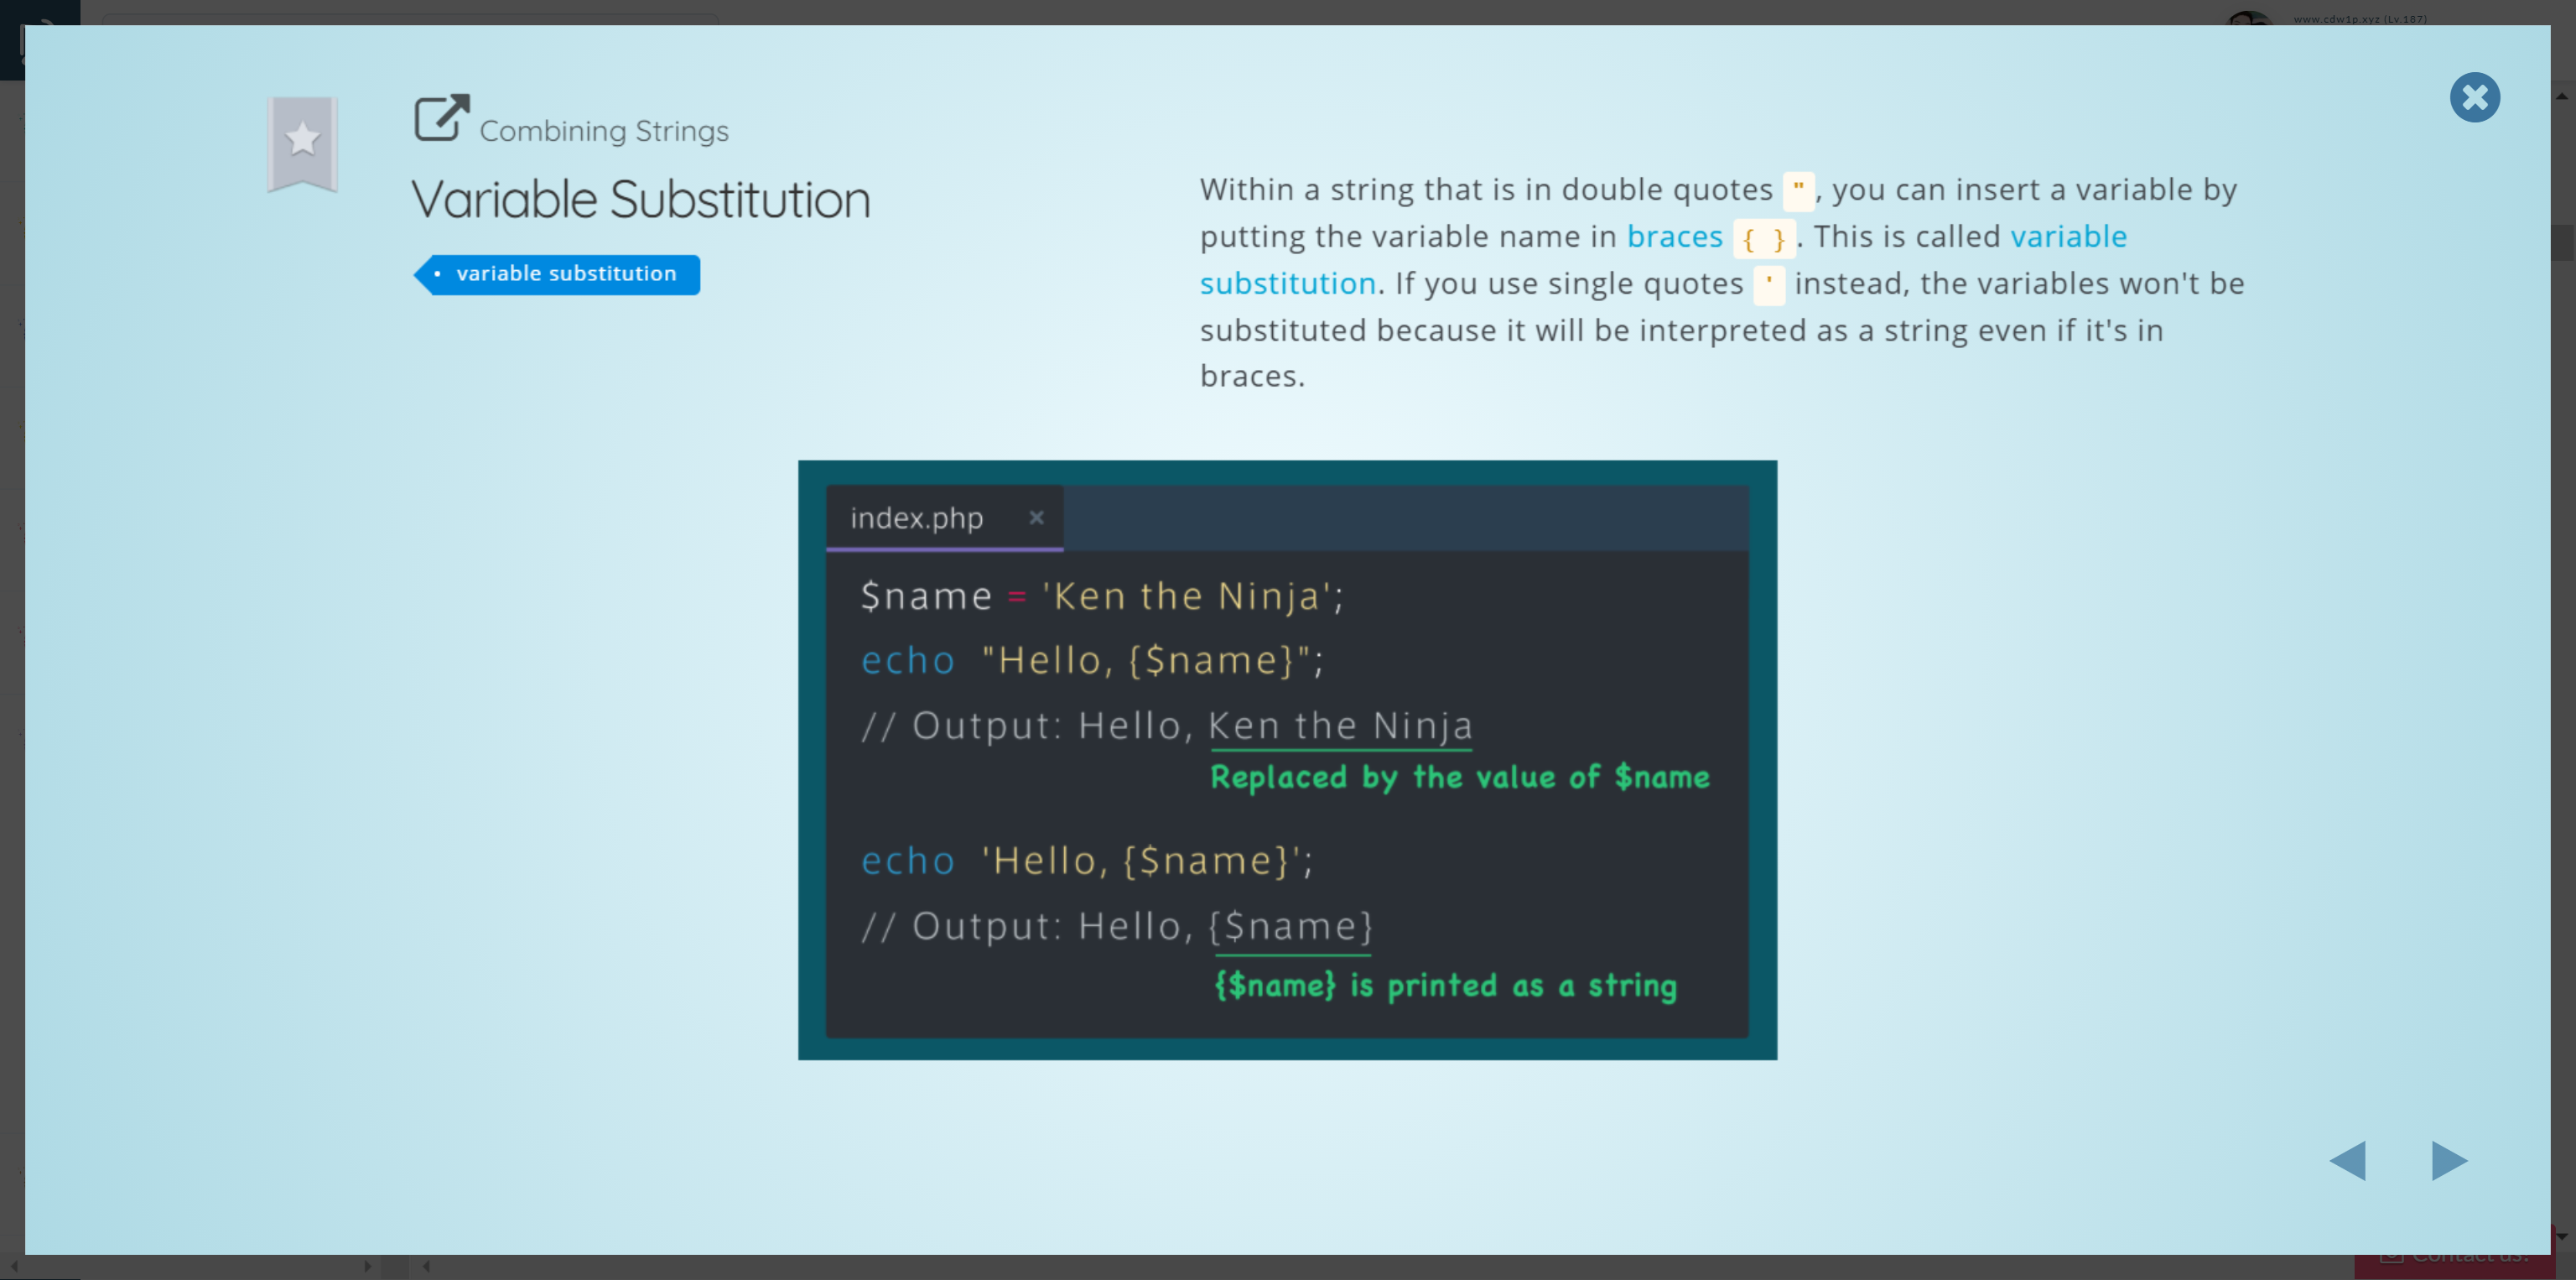 www.cdw1p.xyz (Lv.187)
Combining Strings
Variable Substitution
• variable substitution
Within a string that is in double quotes ", you can insert a variable by
putting the variable name in braces { }. This is called variable
substitution. If you use single quotes ' instead, the variables won't be
substituted because it will be interpreted as a string even if it's in
braces.
index.php ×
$name = 'Ken the Ninja';
echo "Hello, {$name}";
// Output: Hello, Ken the Ninja
Replaced by the value of $name
echo 'Hello, {$name}';
// Output: Hello, {$name}
{$name} is printed as a string
Contact us!